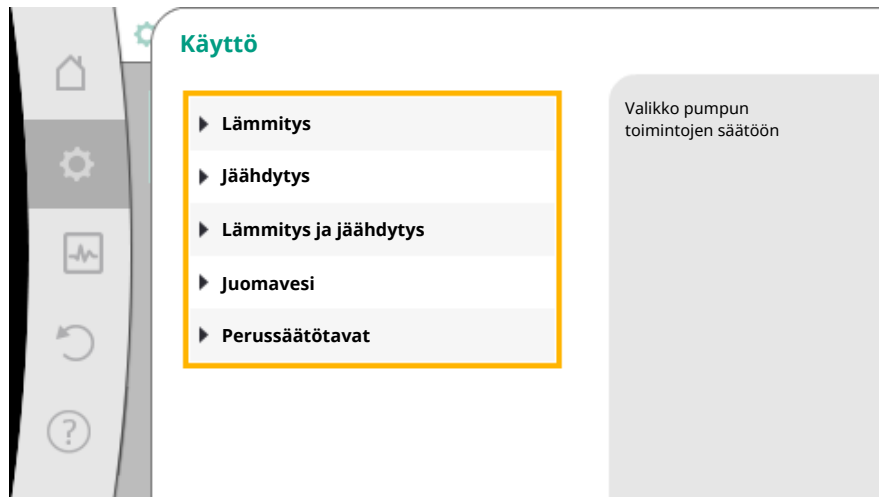 Käyttö
Lämmitys
Jäähdytys
Lämmitys ja jäähdytys
Juomavesi
Perussäätötavat
Valikko pumpun
toimintojen säätöön